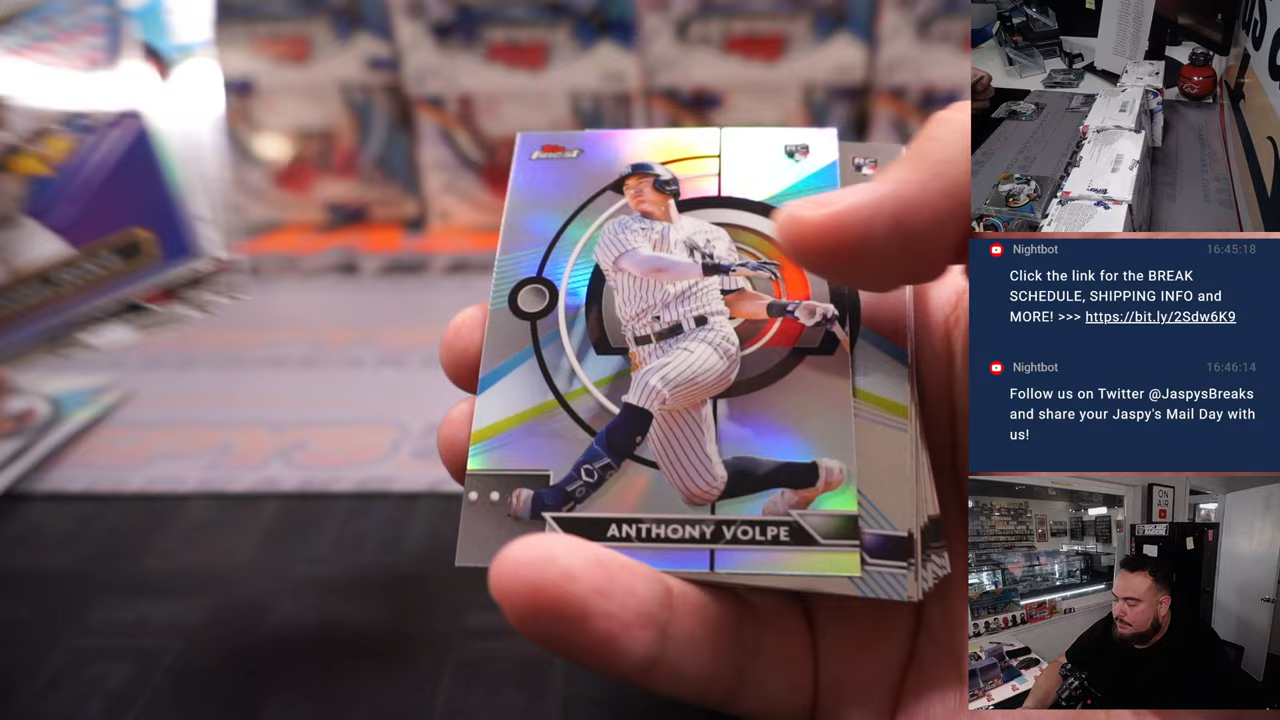 finest
RC
RC
ANTHONY VOLPE
Nightbot 16:45:18
Click the link for the BREAK
SCHEDULE, SHIPPING INFO and
MORE! >>> https://bit.ly/2Sdw6K9
Nightbot 16:46:14
Follow us on Twitter @JaspysBreaks
and share your Jaspy's Mail Day with
us!
ON
AIR